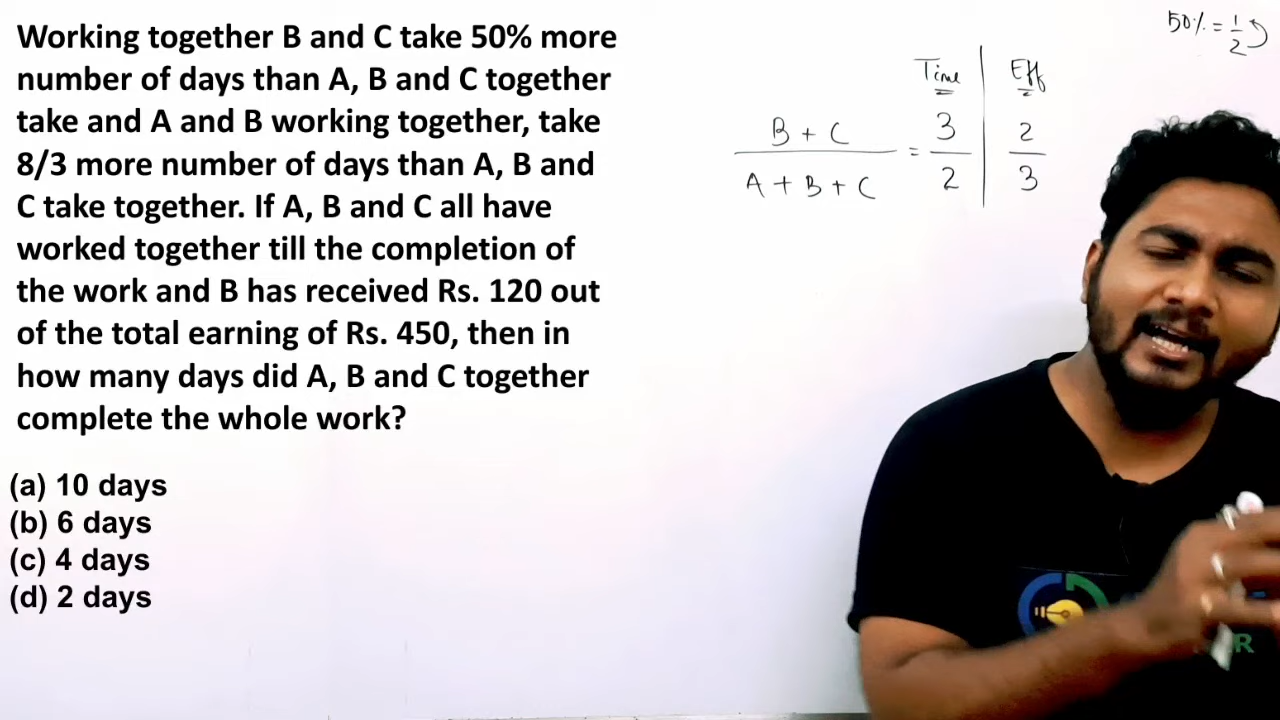 Working together B and C take 50% more
number of days than A, B and C together
take and A and B working together, take
8/3 more number of days than A, B and
C take together. If A, B and C all have
worked together till the completion of
the work and B has received Rs. 120 out
of the total earning of Rs. 450, then in
how many days did A, B and C together
complete the whole work?
(a) 10 days
(b) 6 days
(c) 4 days
(d) 2 days
50% = 1/2
Time | Eff
B + C / A + B + C = 3/2 | 2/3